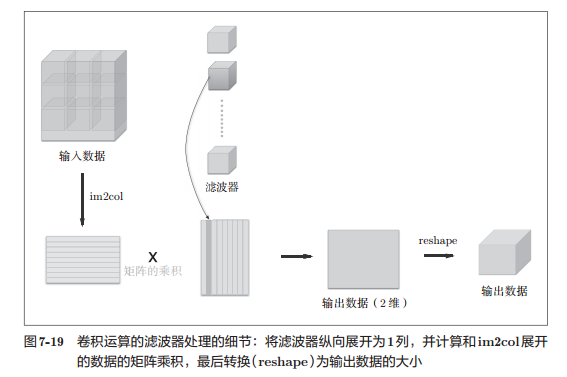 输入数据
滤波器
im2col
reshape
X
矩阵的乘积
输出数据（2 维）
输出数据
图7-19 卷积运算的滤波器处理的细节：将滤波器纵向展开为1列，并计算和im2col展开
的数据的矩阵乘积，最后转换（reshape）为输出数据的大小